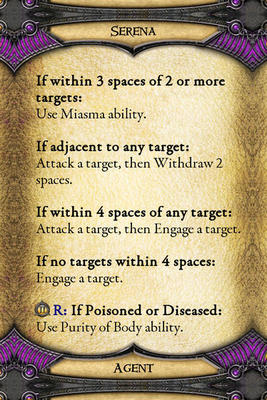 Serena
If within 3 spaces of 2 or more
targets:
Use Miasma ability.
If adjacent to any target:
Attack a target, then Withdraw 2
spaces.
If within 4 spaces of any target:
Attack a target, then Engage a target.
If no targets within 4 spaces:
Engage a target.
R: If Poisoned or Diseased:
Use Purity of Body ability.
Agent